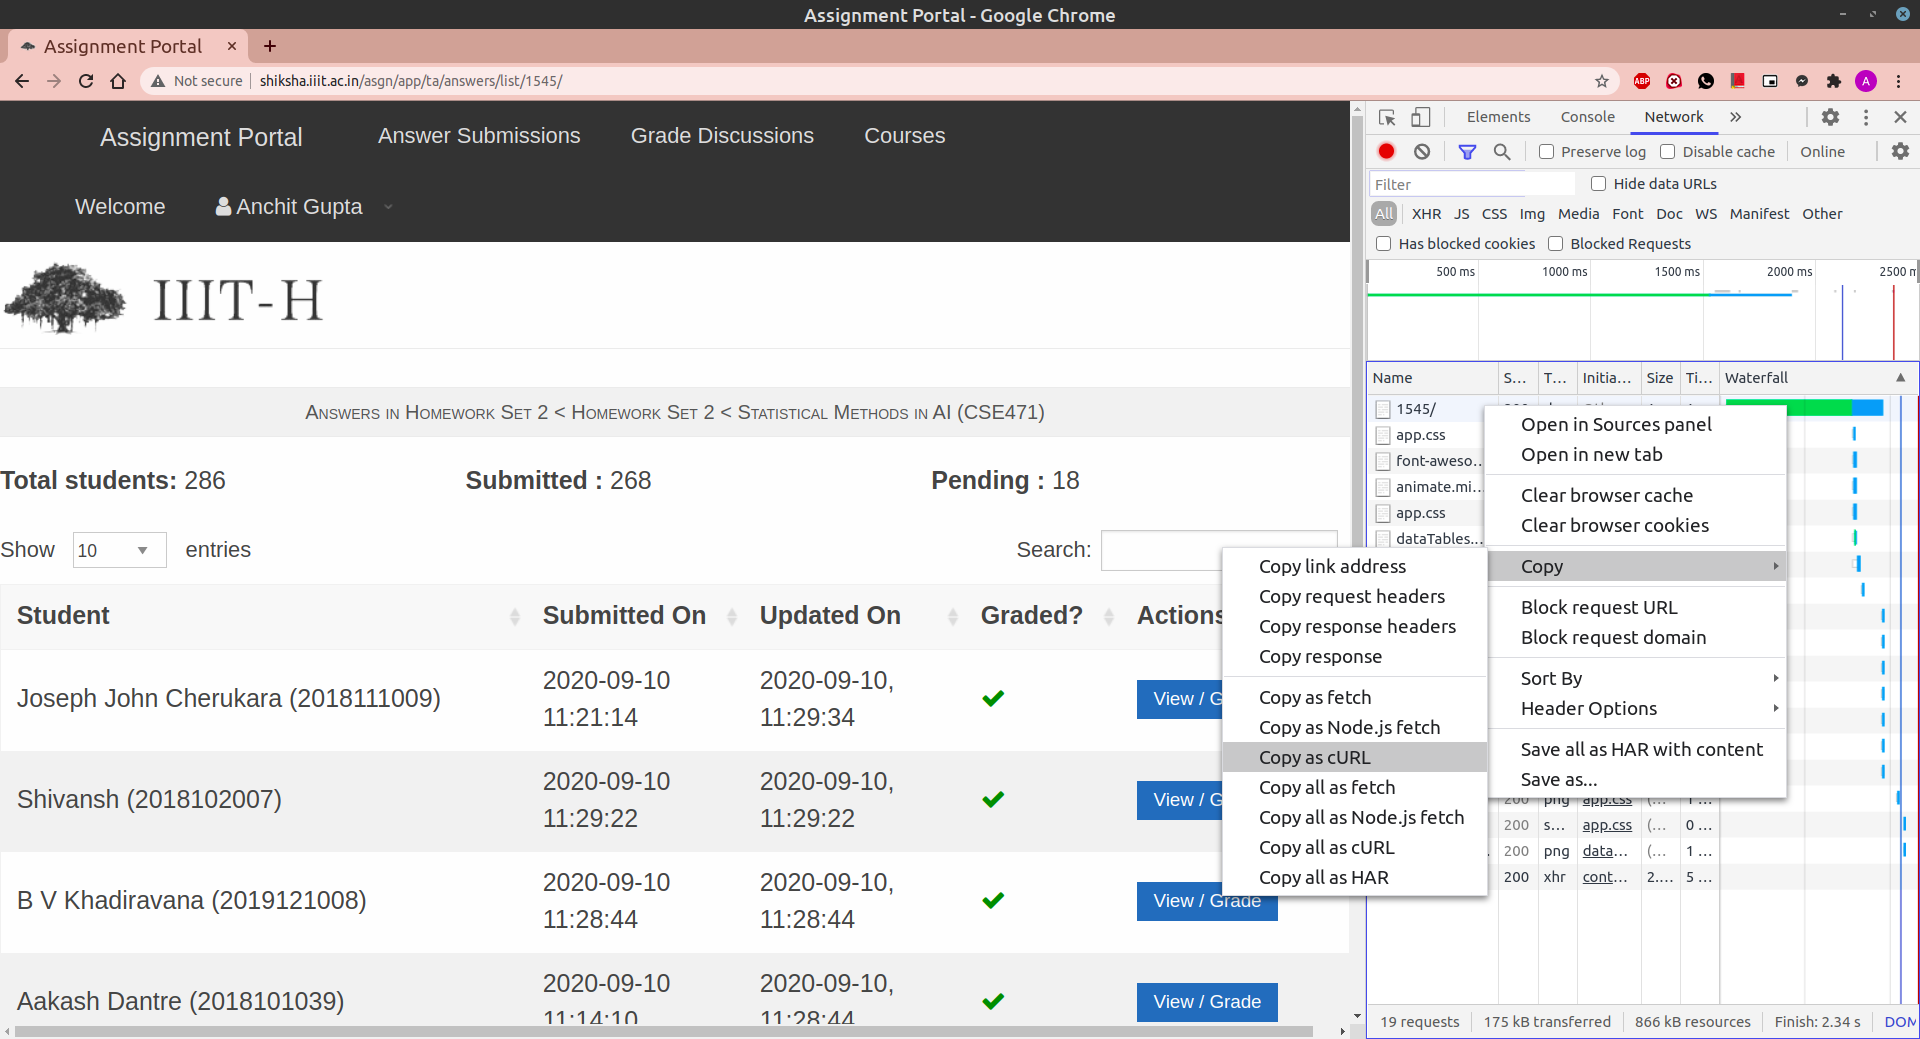 Assignment Portal - Google Chrome
Assignment Portal
Not secure
shiksha.iiit.ac.in/asgn/app/ta/answers/list/1545/
ABP
A
Assignment Portal
Answer Submissions
Grade Discussions
Courses
Welcome
Anchit Gupta
IIIT-H
Answers in Homework Set 2 < Homework Set 2 < Statistical Methods in AI (CSE471)
Total students: 286
Submitted : 268
Pending : 18
Show 10 entries
Search:
Student Submitted On Updated On Graded? Actions
Joseph John Cherukara (2018111009) 2020-09-10 11:21:14 2020-09-10, 11:29:34 View / G
Shivansh (2018102007) 2020-09-10 11:29:22 2020-09-10, 11:29:22 View / G
B V Khadiravana (2019121008) 2020-09-10 11:28:44 2020-09-10, 11:28:44 View / Grade
Aakash Dantre (2018101039) 2020-09-10 11:14:10 2020-09-10, 11:28:44 View / Grade
Elements Console Network
Preserve log Disable cache Online
Filter
Hide data URLs
All XHR JS CSS Img Media Font Doc WS Manifest Other
Has blocked cookies Blocked Requests
500 ms 1000 ms 1500 ms 2000 ms 2500 m
Name S... T... Initia... Size Ti... Waterfall
1545/
app.css
font-aweso...
animate.mi...
app.css
dataTables...
Open in Sources panel
Open in new tab
Clear browser cache
Clear browser cookies
Copy
Block request URL
Block request domain
Sort By
Header Options
Save all as HAR with content
Save as...
Copy link address
Copy request headers
Copy response headers
Copy response
Copy as fetch
Copy as Node.js fetch
Copy as cURL
Copy all as fetch
Copy all as Node.js fetch
Copy all as cURL
Copy all as HAR
200 png app.css (... 1 ...
200 s... app.css (... 0 ...
200 png data... (... 1 ...
200 xhr cont... 2.... 5 ...
19 requests 175 kB transferred 866 kB resources Finish: 2.34 s DOM